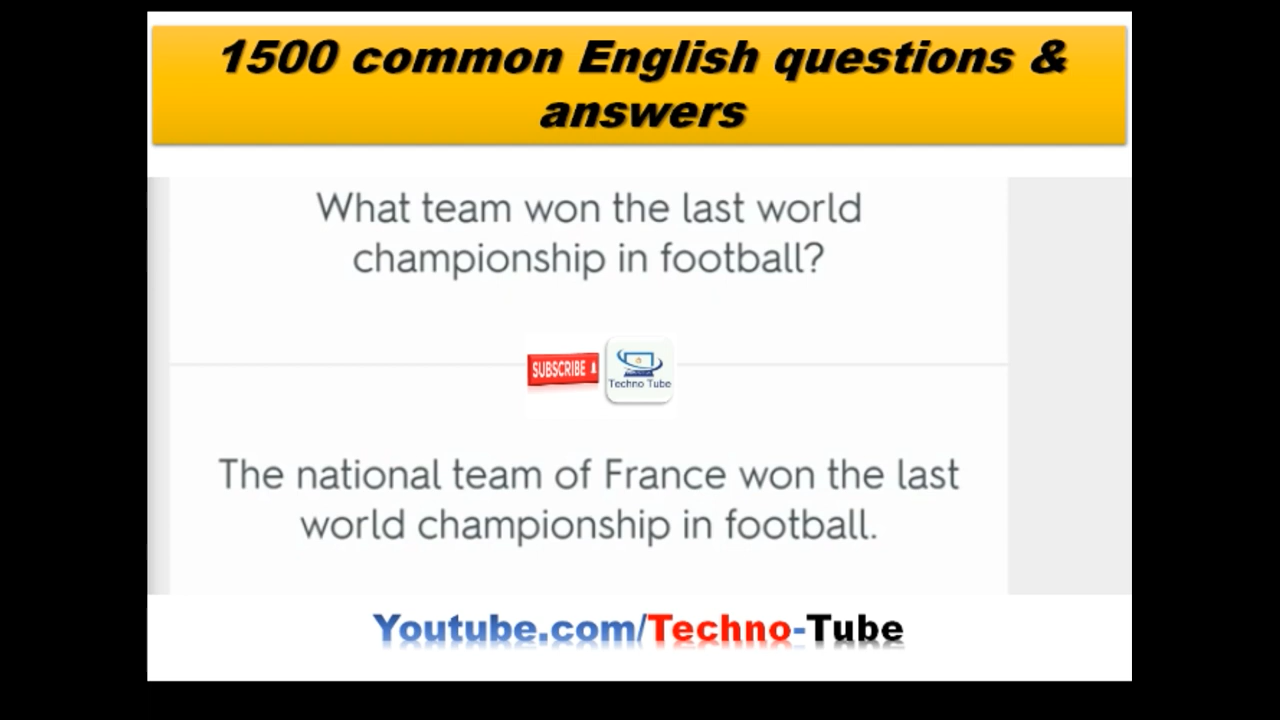 1500 common English questions &
answers
What team won the last world
championship in football?
SUBSCRIBE
Techno Tube
The national team of France won the last
world championship in football.
Youtube.com/Techno-Tube